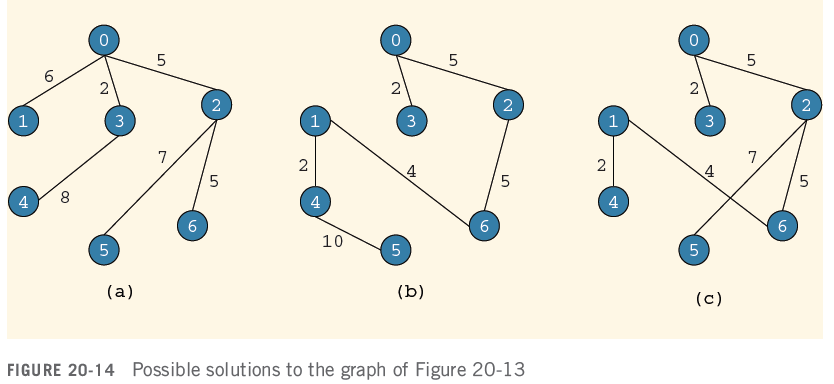 0 0 0
6 2 5 2 5 2 5
1 3 2 1 3 2 1 3 2
7 2 4 5 2 4 7 5
4 8 5 4 6 4 6
5 6 10 5 5
(a) (b) (c)
FIGURE 20-14 Possible solutions to the graph of Figure 20-13